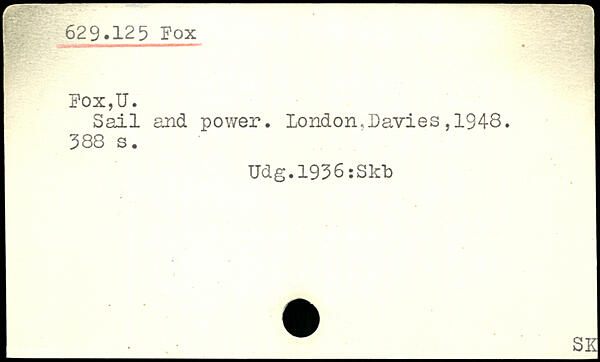 629.125 Fox
Fox,U.
Sail and power. London,Davies,1948.
388 s.
Udg.1936:Skb
SK